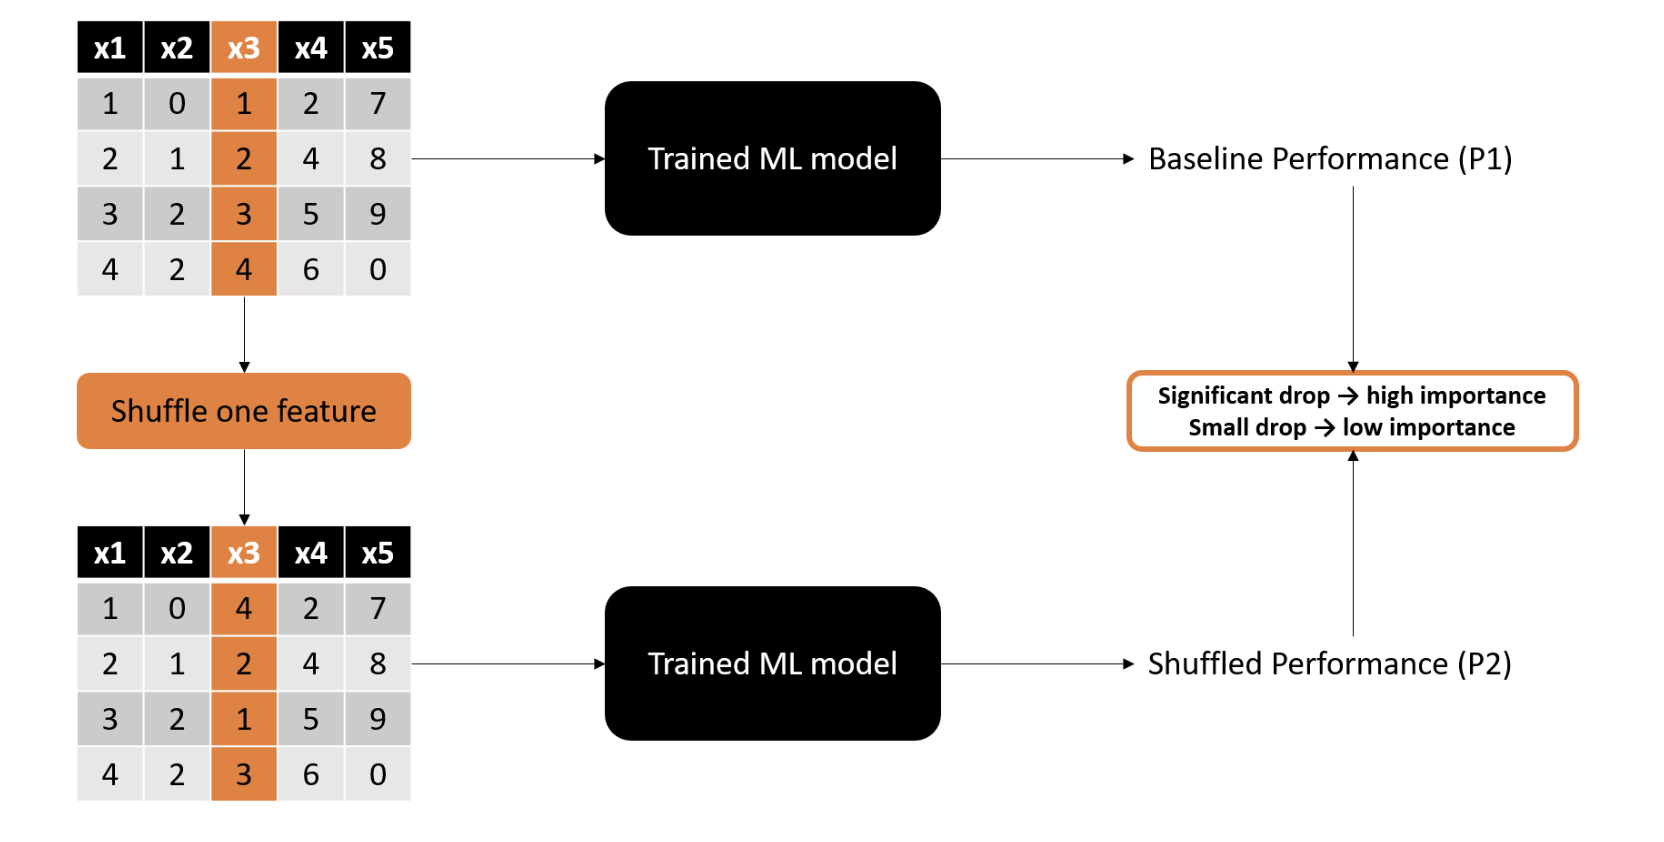 x1 x2 x3 x4 x5
1 0 1 2 7
2 1 2 4 8
3 2 3 5 9
4 2 4 6 0
Trained ML model
Baseline Performance (P1)
Shuffle one feature
Significant drop → high importance
Small drop → low importance
x1 x2 x3 x4 x5
1 0 4 2 7
2 1 2 4 8
3 2 1 5 9
4 2 3 6 0
Trained ML model
Shuffled Performance (P2)